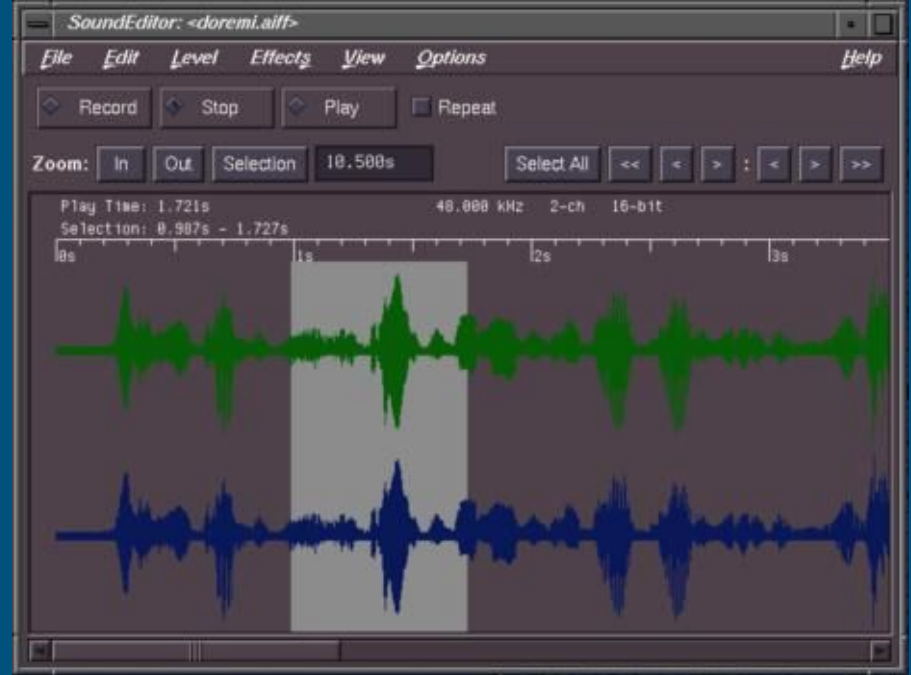 SoundEditor: <doremi.aiff>
File Edit Level Effects View Options Help
Record Stop Play Repeat
Zoom: In Out Selection 10.500s Select All << < > : < > >>
Play Time: 1.721s 48.000 kHz 2-ch 16-bit
Selection: 0.987s - 1.727s
0s 1s 2s 3s